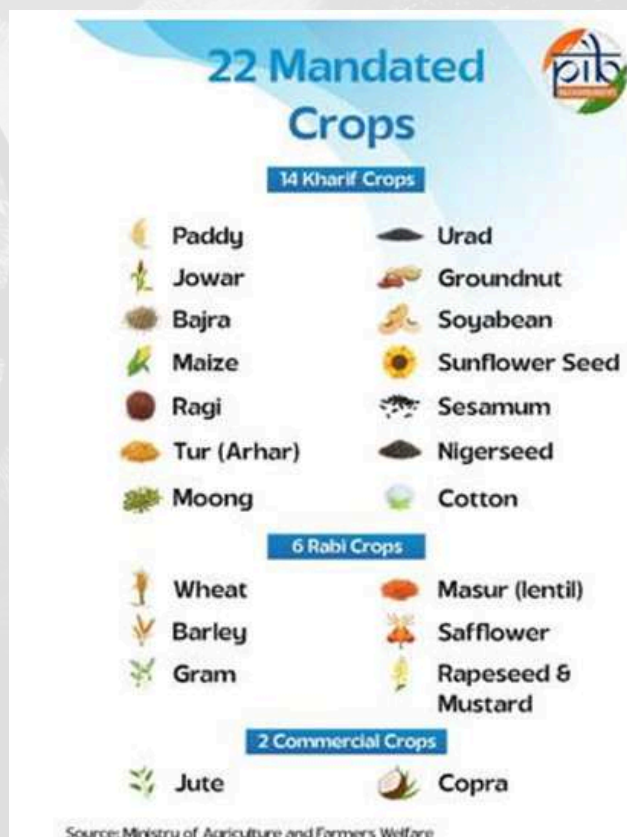 22 Mandated
Crops
pib
14 Kharif Crops
Paddy
Jowar
Bajra
Maize
Ragi
Tur (Arhar)
Moong
Urad
Groundnut
Soyabean
Sunflower Seed
Sesamum
Nigerseed
Cotton
6 Rabi Crops
Wheat
Barley
Gram
Masur (lentil)
Safflower
Rapeseed &
Mustard
2 Commercial Crops
Jute
Copra
Source: Ministry of Agriculture and Farmers Welfare